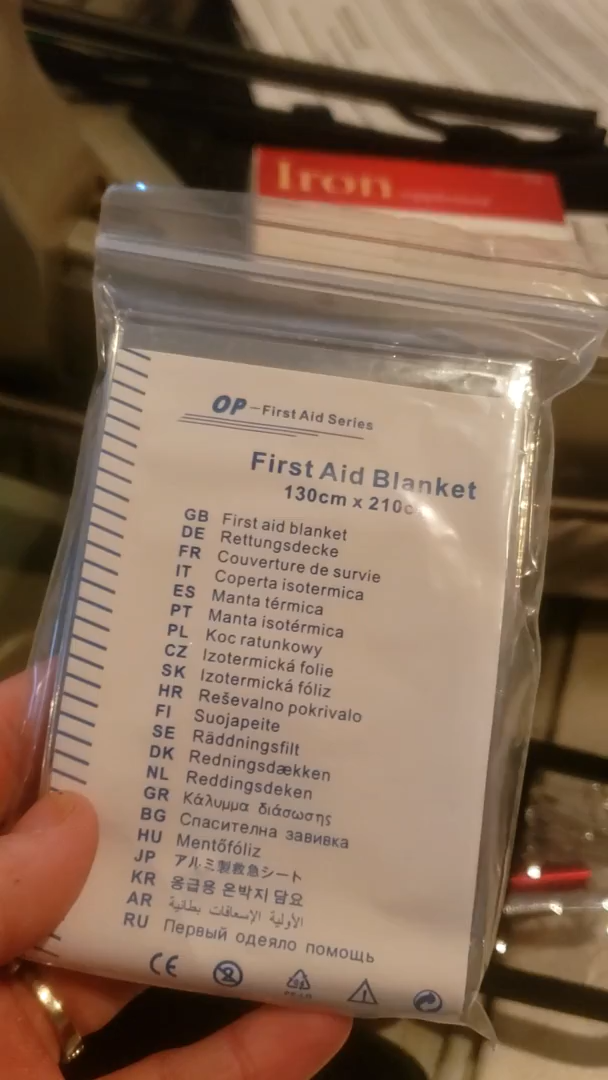 Iron
OP – First Aid Series
First Aid Blanket
130cm x 210c
GB First aid blanket
DE Rettungsdecke
FR Couverture de survie
IT Coperta isotermica
ES Manta térmica
PT Manta isotérmica
PL Koc ratunkowy
CZ Izotermická folie
SK Izotermická fóliz
HR Reševalno pokrivalo
FI Suojapeite
SE Räddningsfilt
DK Redningsdækken
NL Reddingsdeken
GR Κάλυμμα διάσωσης
BG Спасителна завивка
HU Mentőfóliz
JP アルミ製救急シート
KR 응급용 은박지 담요
AR الأولية الإسعافات بطانية
RU Первый одеяло помощь
CE